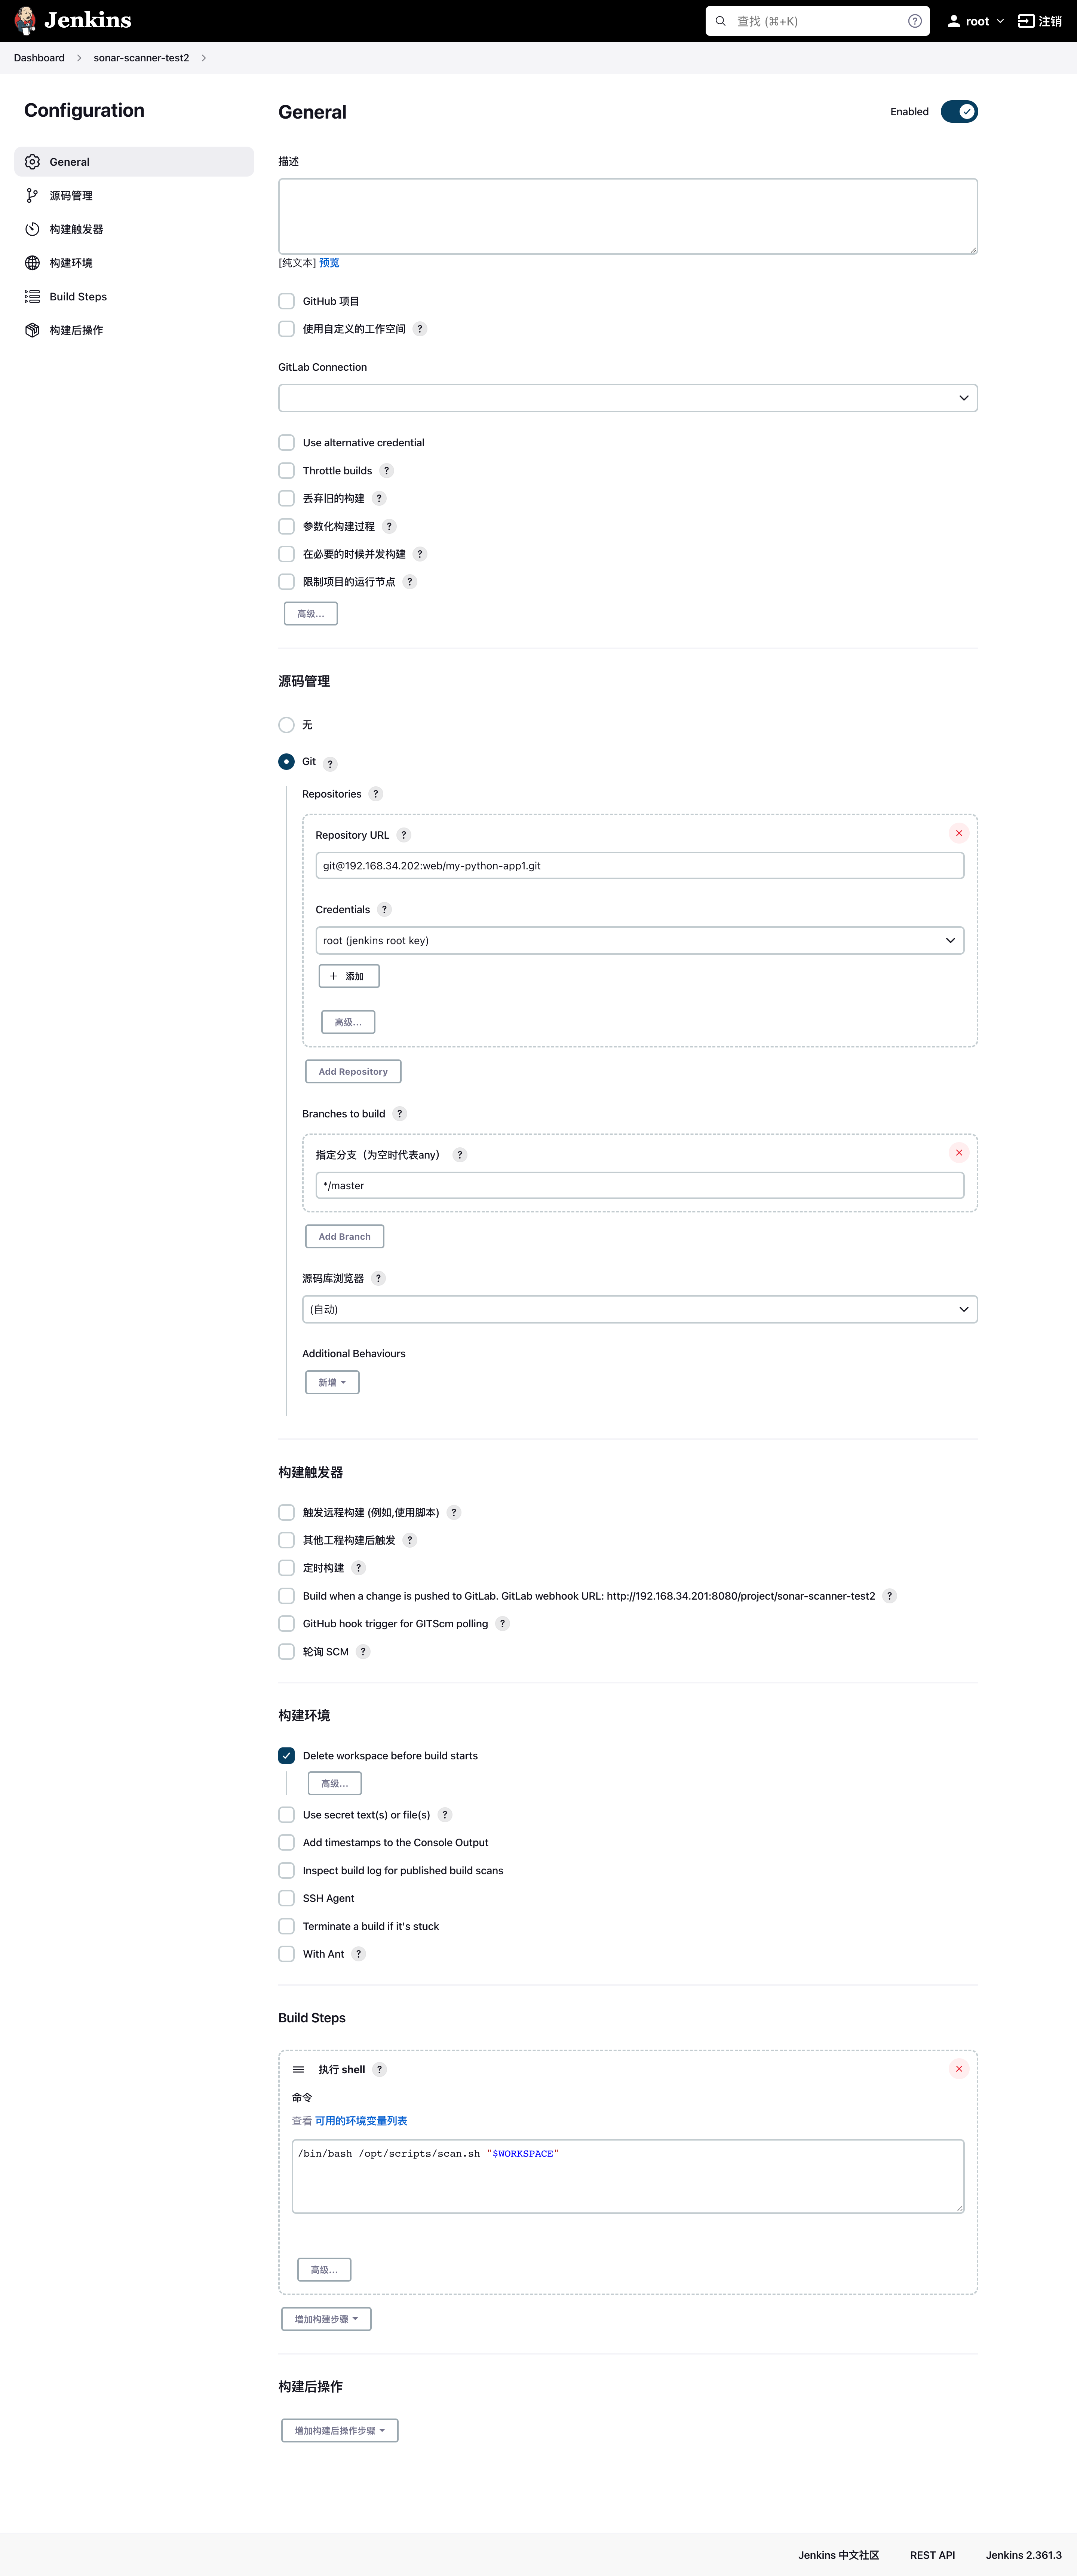 Jenkins
查找 (⌘+K)
root
注销
Dashboard
sonar-scanner-test2
Configuration
General
源码管理
构建触发器
构建环境
Build Steps
构建后操作
General
Enabled
描述
[纯文本] 预览
GitHub 项目
使用自定义的工作空间 ?
GitLab Connection
Use alternative credential
Throttle builds ?
丢弃旧的构建 ?
参数化构建过程 ?
在必要的时候并发构建 ?
限制项目的运行节点 ?
高级...
源码管理
无
Git ?
Repositories ?
Repository URL ?
git@192.168.34.202:web/my-python-app1.git
Credentials ?
root (jenkins root key)
+ 添加
高级...
Add Repository
Branches to build ?
指定分支（为空时代表any） ?
*/master
Add Branch
源码库浏览器 ?
(自动)
Additional Behaviours
新增
构建触发器
触发远程构建 (例如,使用脚本) ?
其他工程构建后触发 ?
定时构建 ?
Build when a change is pushed to GitLab. GitLab webhook URL: http://192.168.34.201:8080/project/sonar-scanner-test2 ?
GitHub hook trigger for GITScm polling ?
轮询 SCM ?
构建环境
Delete workspace before build starts
高级...
Use secret text(s) or file(s) ?
Add timestamps to the Console Output
Inspect build log for published build scans
SSH Agent
Terminate a build if it's stuck
With Ant ?
Build Steps
执行 shell ?
命令
查看 可用的环境变量列表
/bin/bash /opt/scripts/scan.sh "$WORKSPACE"
高级...
增加构建步骤
构建后操作
增加构建后操作步骤
Jenkins 中文社区
REST API
Jenkins 2.361.3